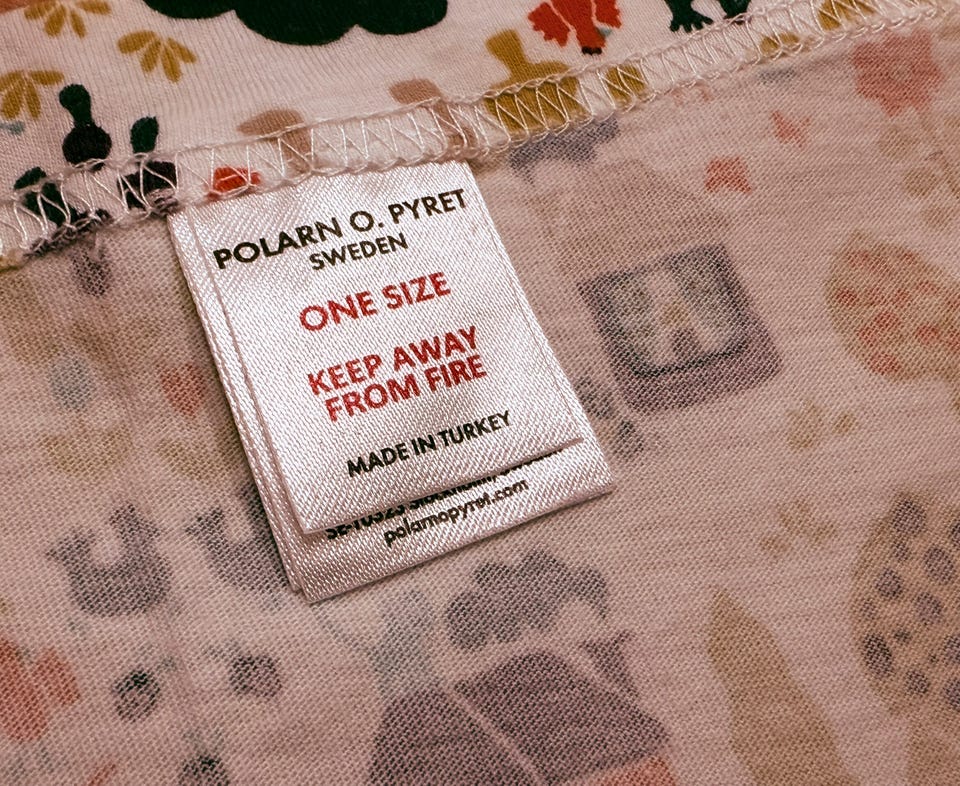 POLARN O. PYRET
SWEDEN
ONE SIZE
KEEP AWAY
FROM FIRE
MADE IN TURKEY
polarnopyret.com